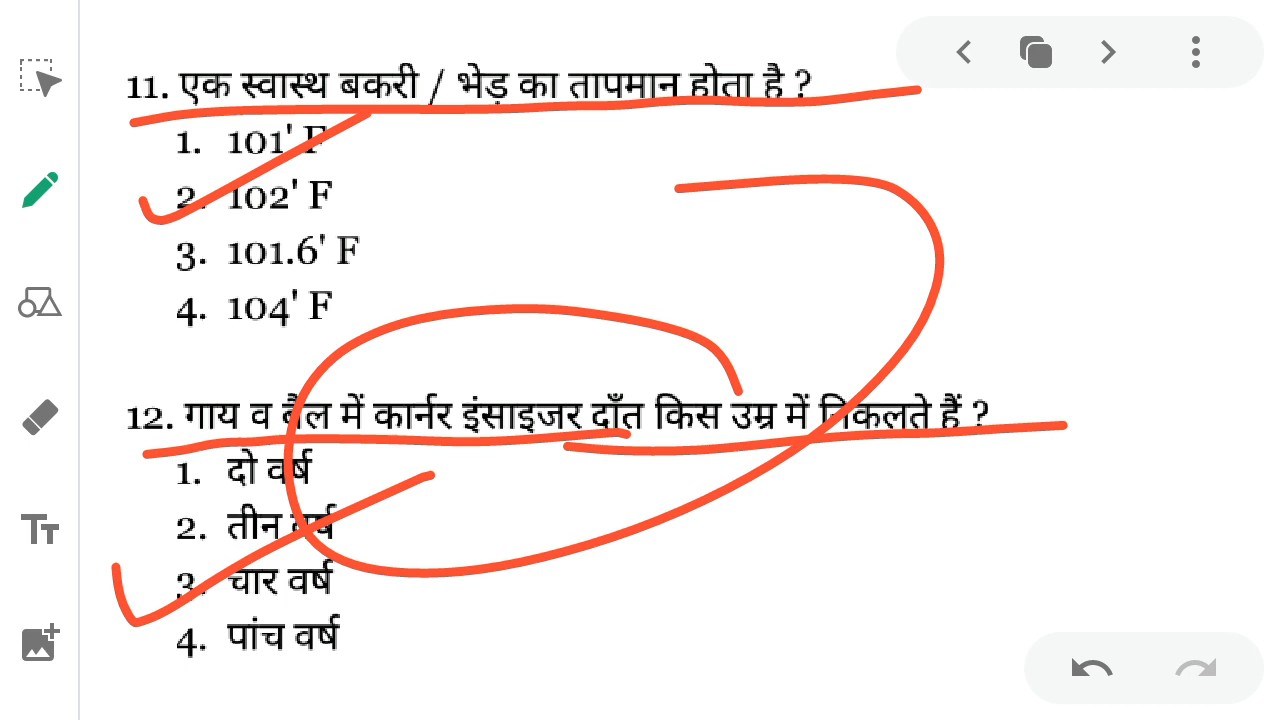 11. एक स्वास्थ बकरी / भेड़ का तापमान होता है ?
1. 101' F
2. 102' F
3. 101.6' F
4. 104' F
12. गाय व बैल में कार्नर इंसाइजर दाँत किस उम्र में निकलते हैं ?
1. दो वर्ष
2. तीन वर्ष
3. चार वर्ष
4. पांच वर्ष